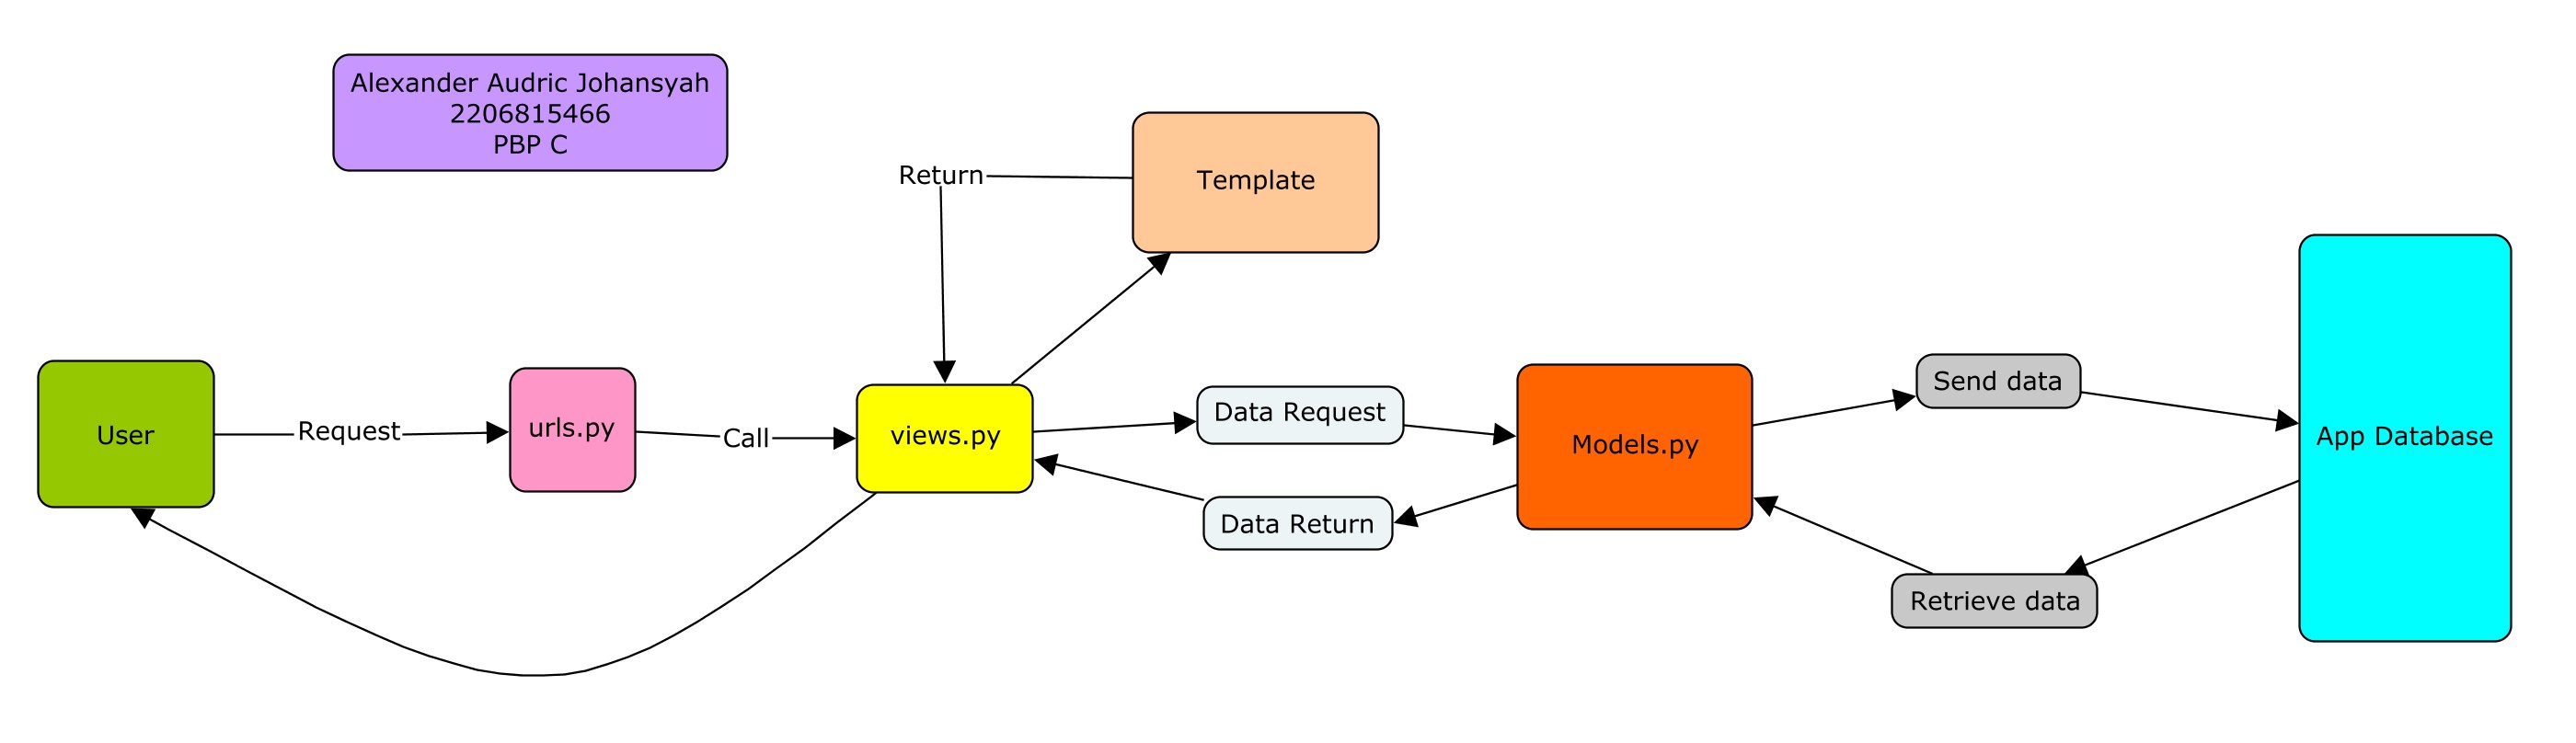 Alexander Audric Johansyah
2206815466
PBP C
Return
Template
User
Request
urls.py
Call
views.py
Data Request
Data Return
Models.py
Send data
Retrieve data
App Database